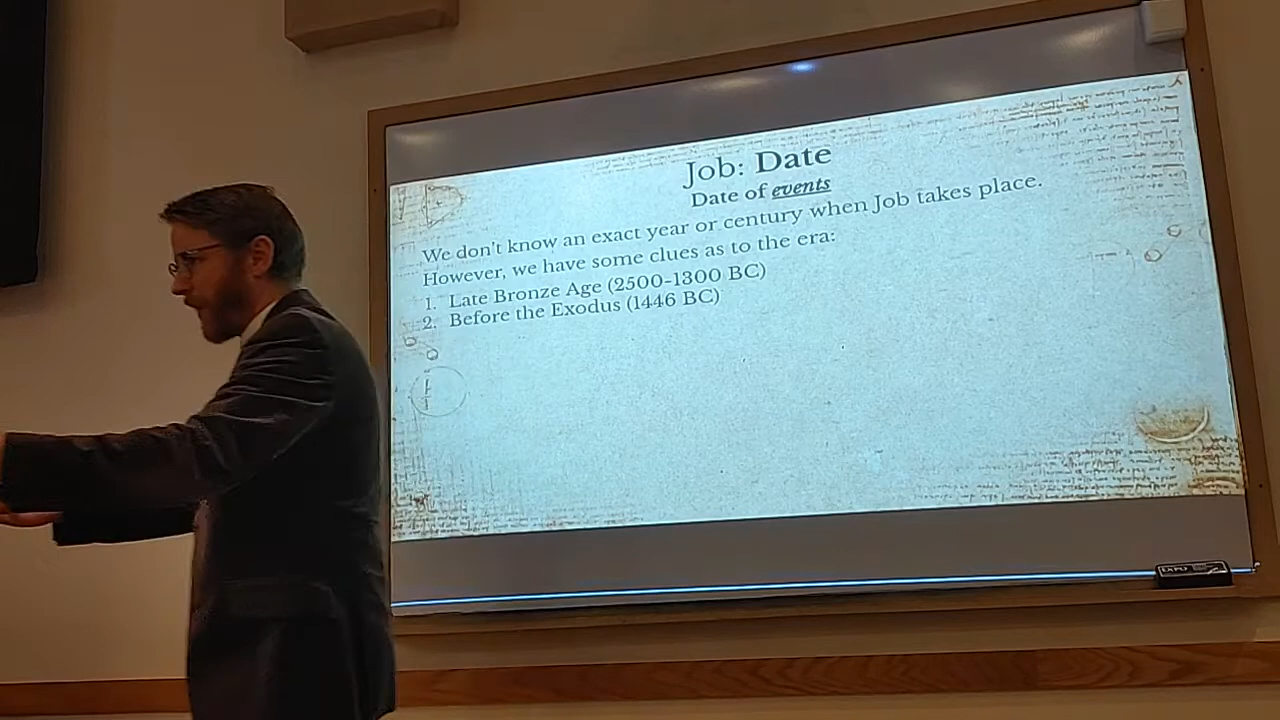 Job: Date
Date of events
We don't know an exact year or century when Job takes place.
However, we have some clues as to the era:
1. Late Bronze Age (2500-1300 BC)
2. Before the Exodus (1446 BC)
EXPO